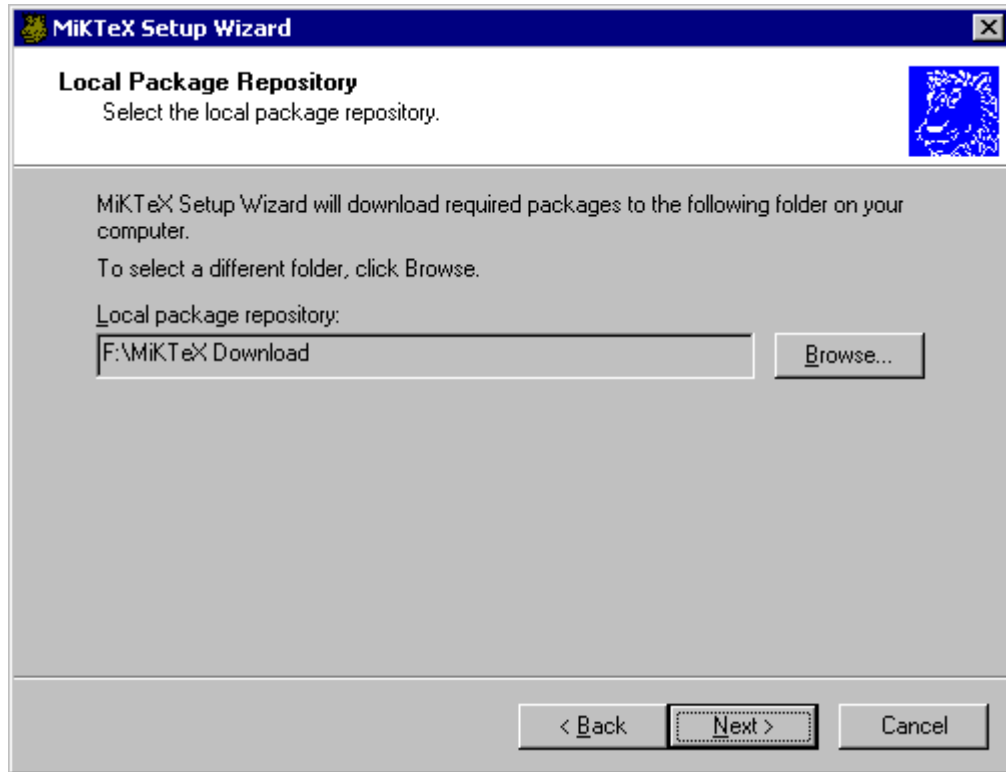 MiKTeX Setup Wizard
Local Package Repository
Select the local package repository.
MiKTeX Setup Wizard will download required packages to the following folder on your
computer.
To select a different folder, click Browse.
Local package repository:
F:\MiKTeX Download
Browse...
< Back
Next >
Cancel